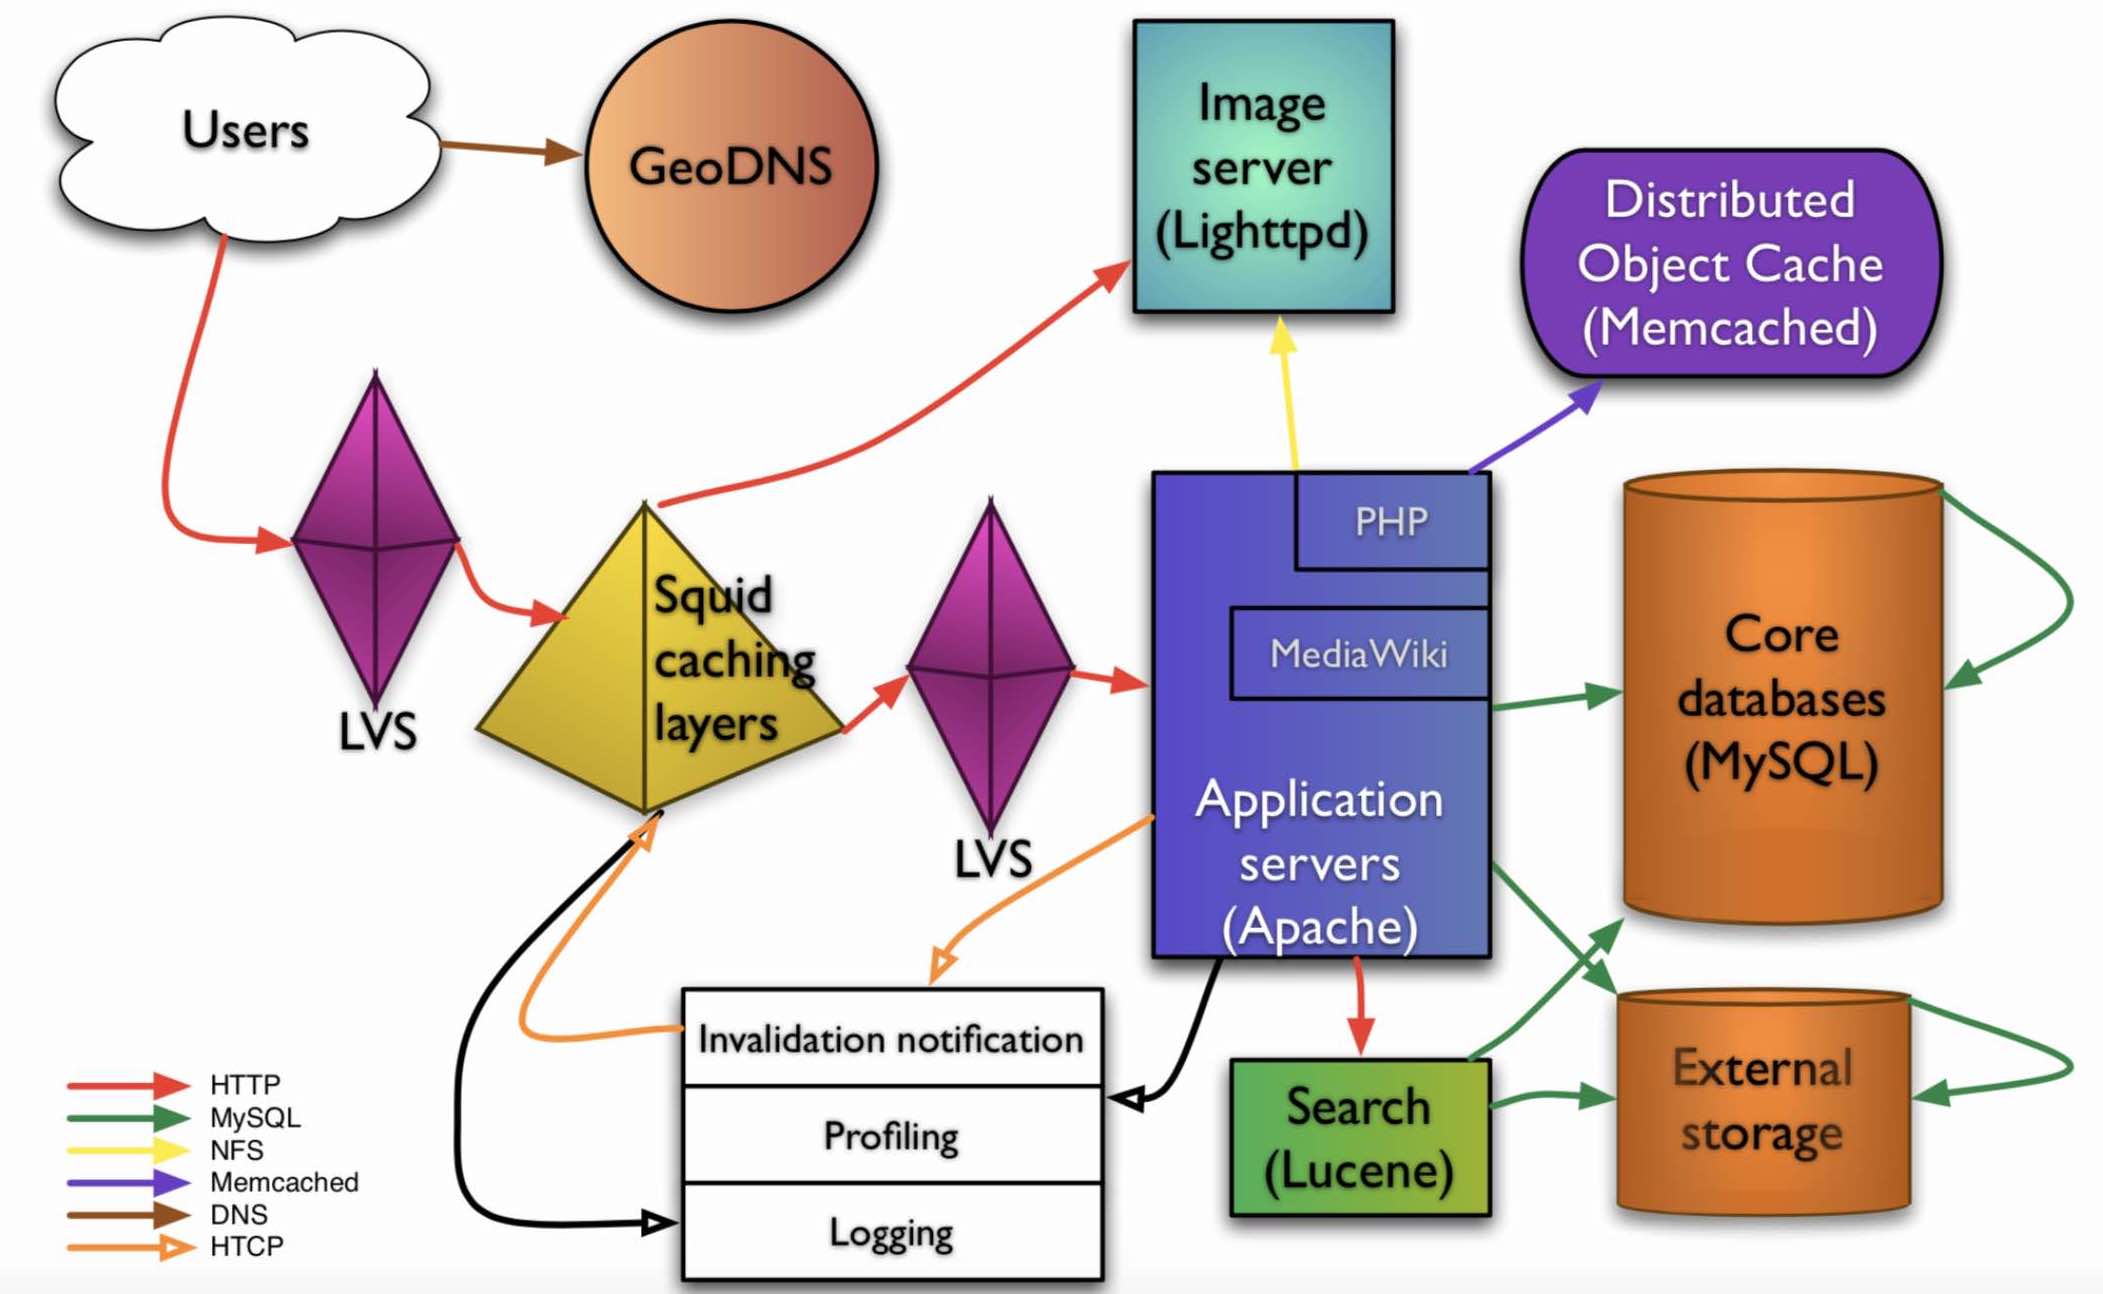 Users
GeoDNS
Image
server
(Lighttpd)
Distributed
Object Cache
(Memcached)
LVS
Squid
caching
layers
LVS
PHP
MediaWiki
Application
servers
(Apache)
Core
databases
(MySQL)
Invalidation notification
Profiling
Logging
Search
(Lucene)
External
storage
HTTP
MySQL
NFS
Memcached
DNS
HTCP